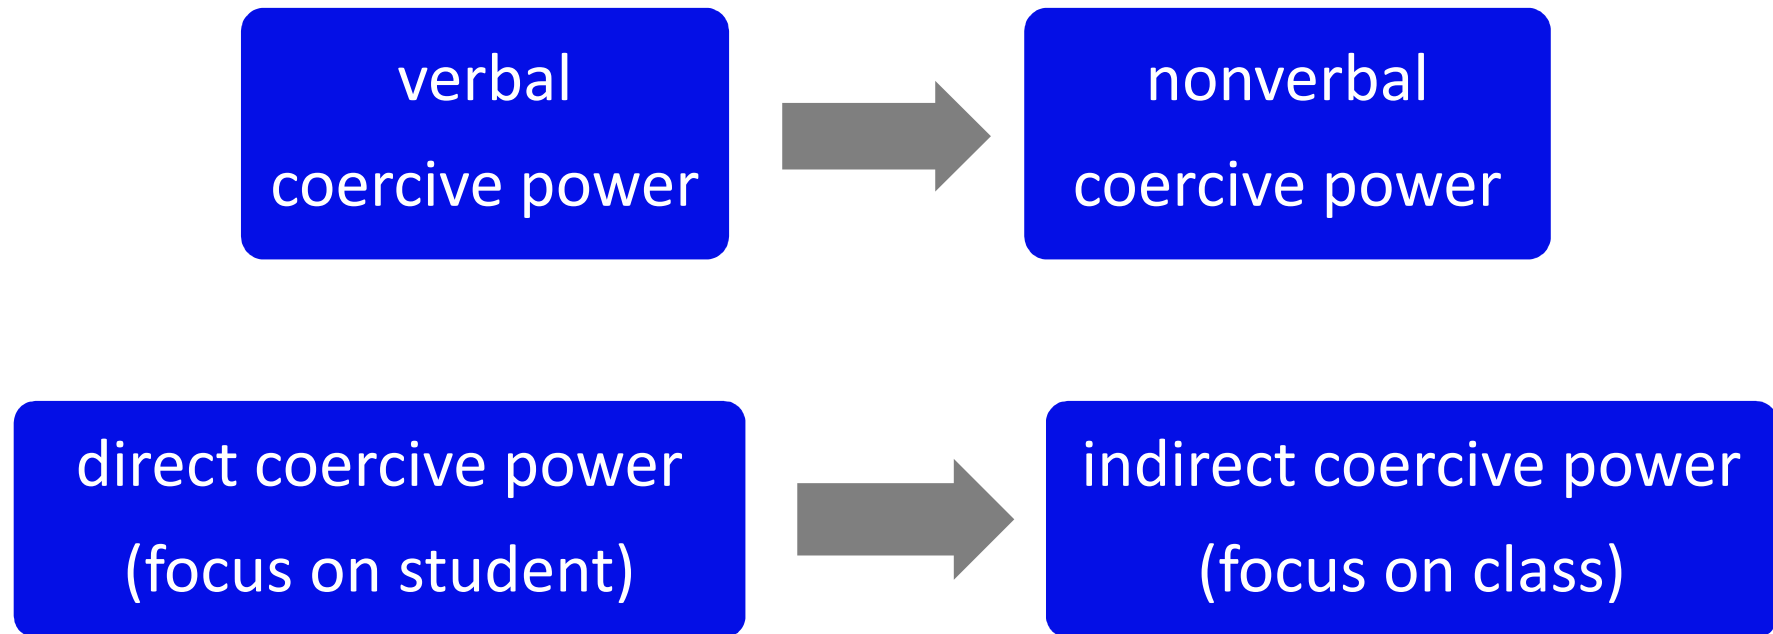 verbal
coercive power
nonverbal
coercive power
direct coercive power
(focus on student)
indirect coercive power
(focus on class)